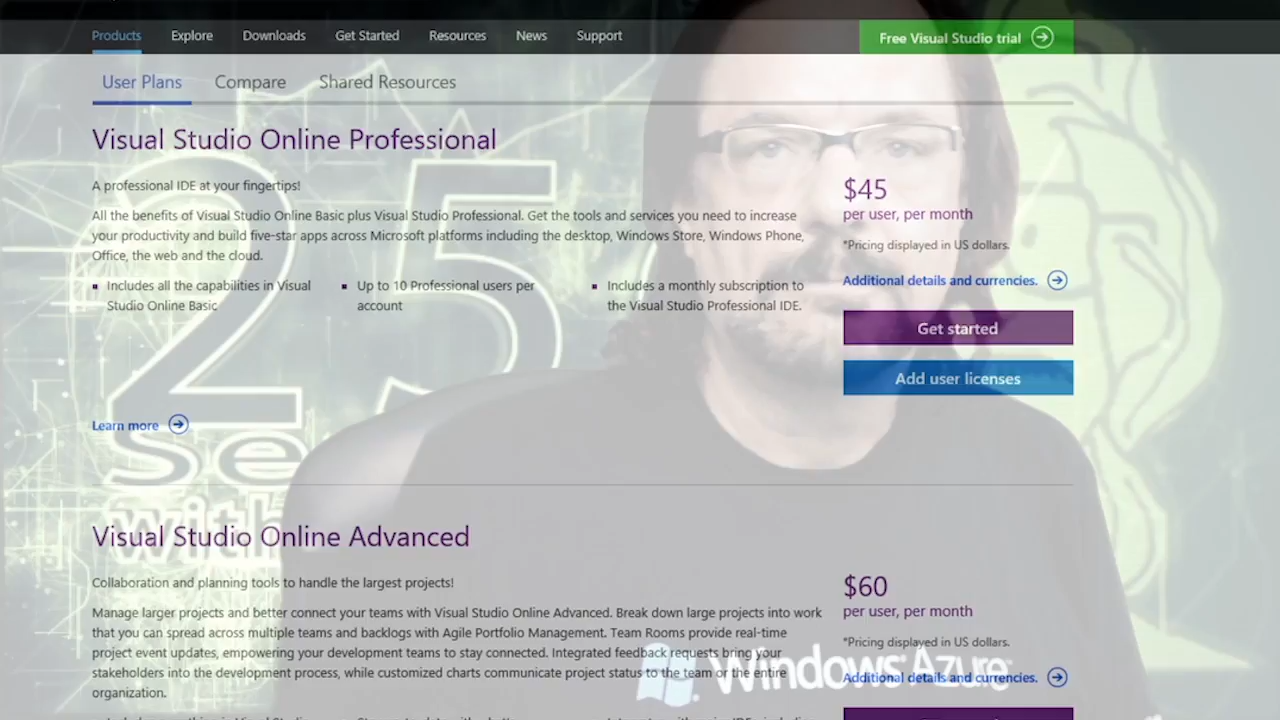 Products Explore Downloads Get Started Resources News Support Free Visual Studio trial
User Plans Compare Shared Resources
Visual Studio Online Professional
A professional IDE at your fingertips!
All the benefits of Visual Studio Online Basic plus Visual Studio Professional. Get the tools and services you need to increase
your productivity and build five-star apps across Microsoft platforms including the desktop, Windows Store, Windows Phone,
Office, the web and the cloud.
Includes all the capabilities in Visual
Studio Online Basic
Up to 10 Professional users per
account
Includes a monthly subscription to
the Visual Studio Professional IDE.
$45
per user, per month
*Pricing displayed in US dollars.
Additional details and currencies.
Get started
Add user licenses
Learn more
25
Se
with
Visual Studio Online Advanced
Collaboration and planning tools to handle the largest projects!
Manage larger projects and better connect your teams with Visual Studio Online Advanced. Break down large projects into work
that you can spread across multiple teams and backlogs with Agile Portfolio Management. Team Rooms provide real-time
project event updates, empowering your development teams to stay connected. Integrated feedback requests bring your
stakeholders into the development process, while customized charts communicate project status to the team or the entire
organization.
$60
per user, per month
*Pricing displayed in US dollars.
Additional details and currencies.
Windows Azure